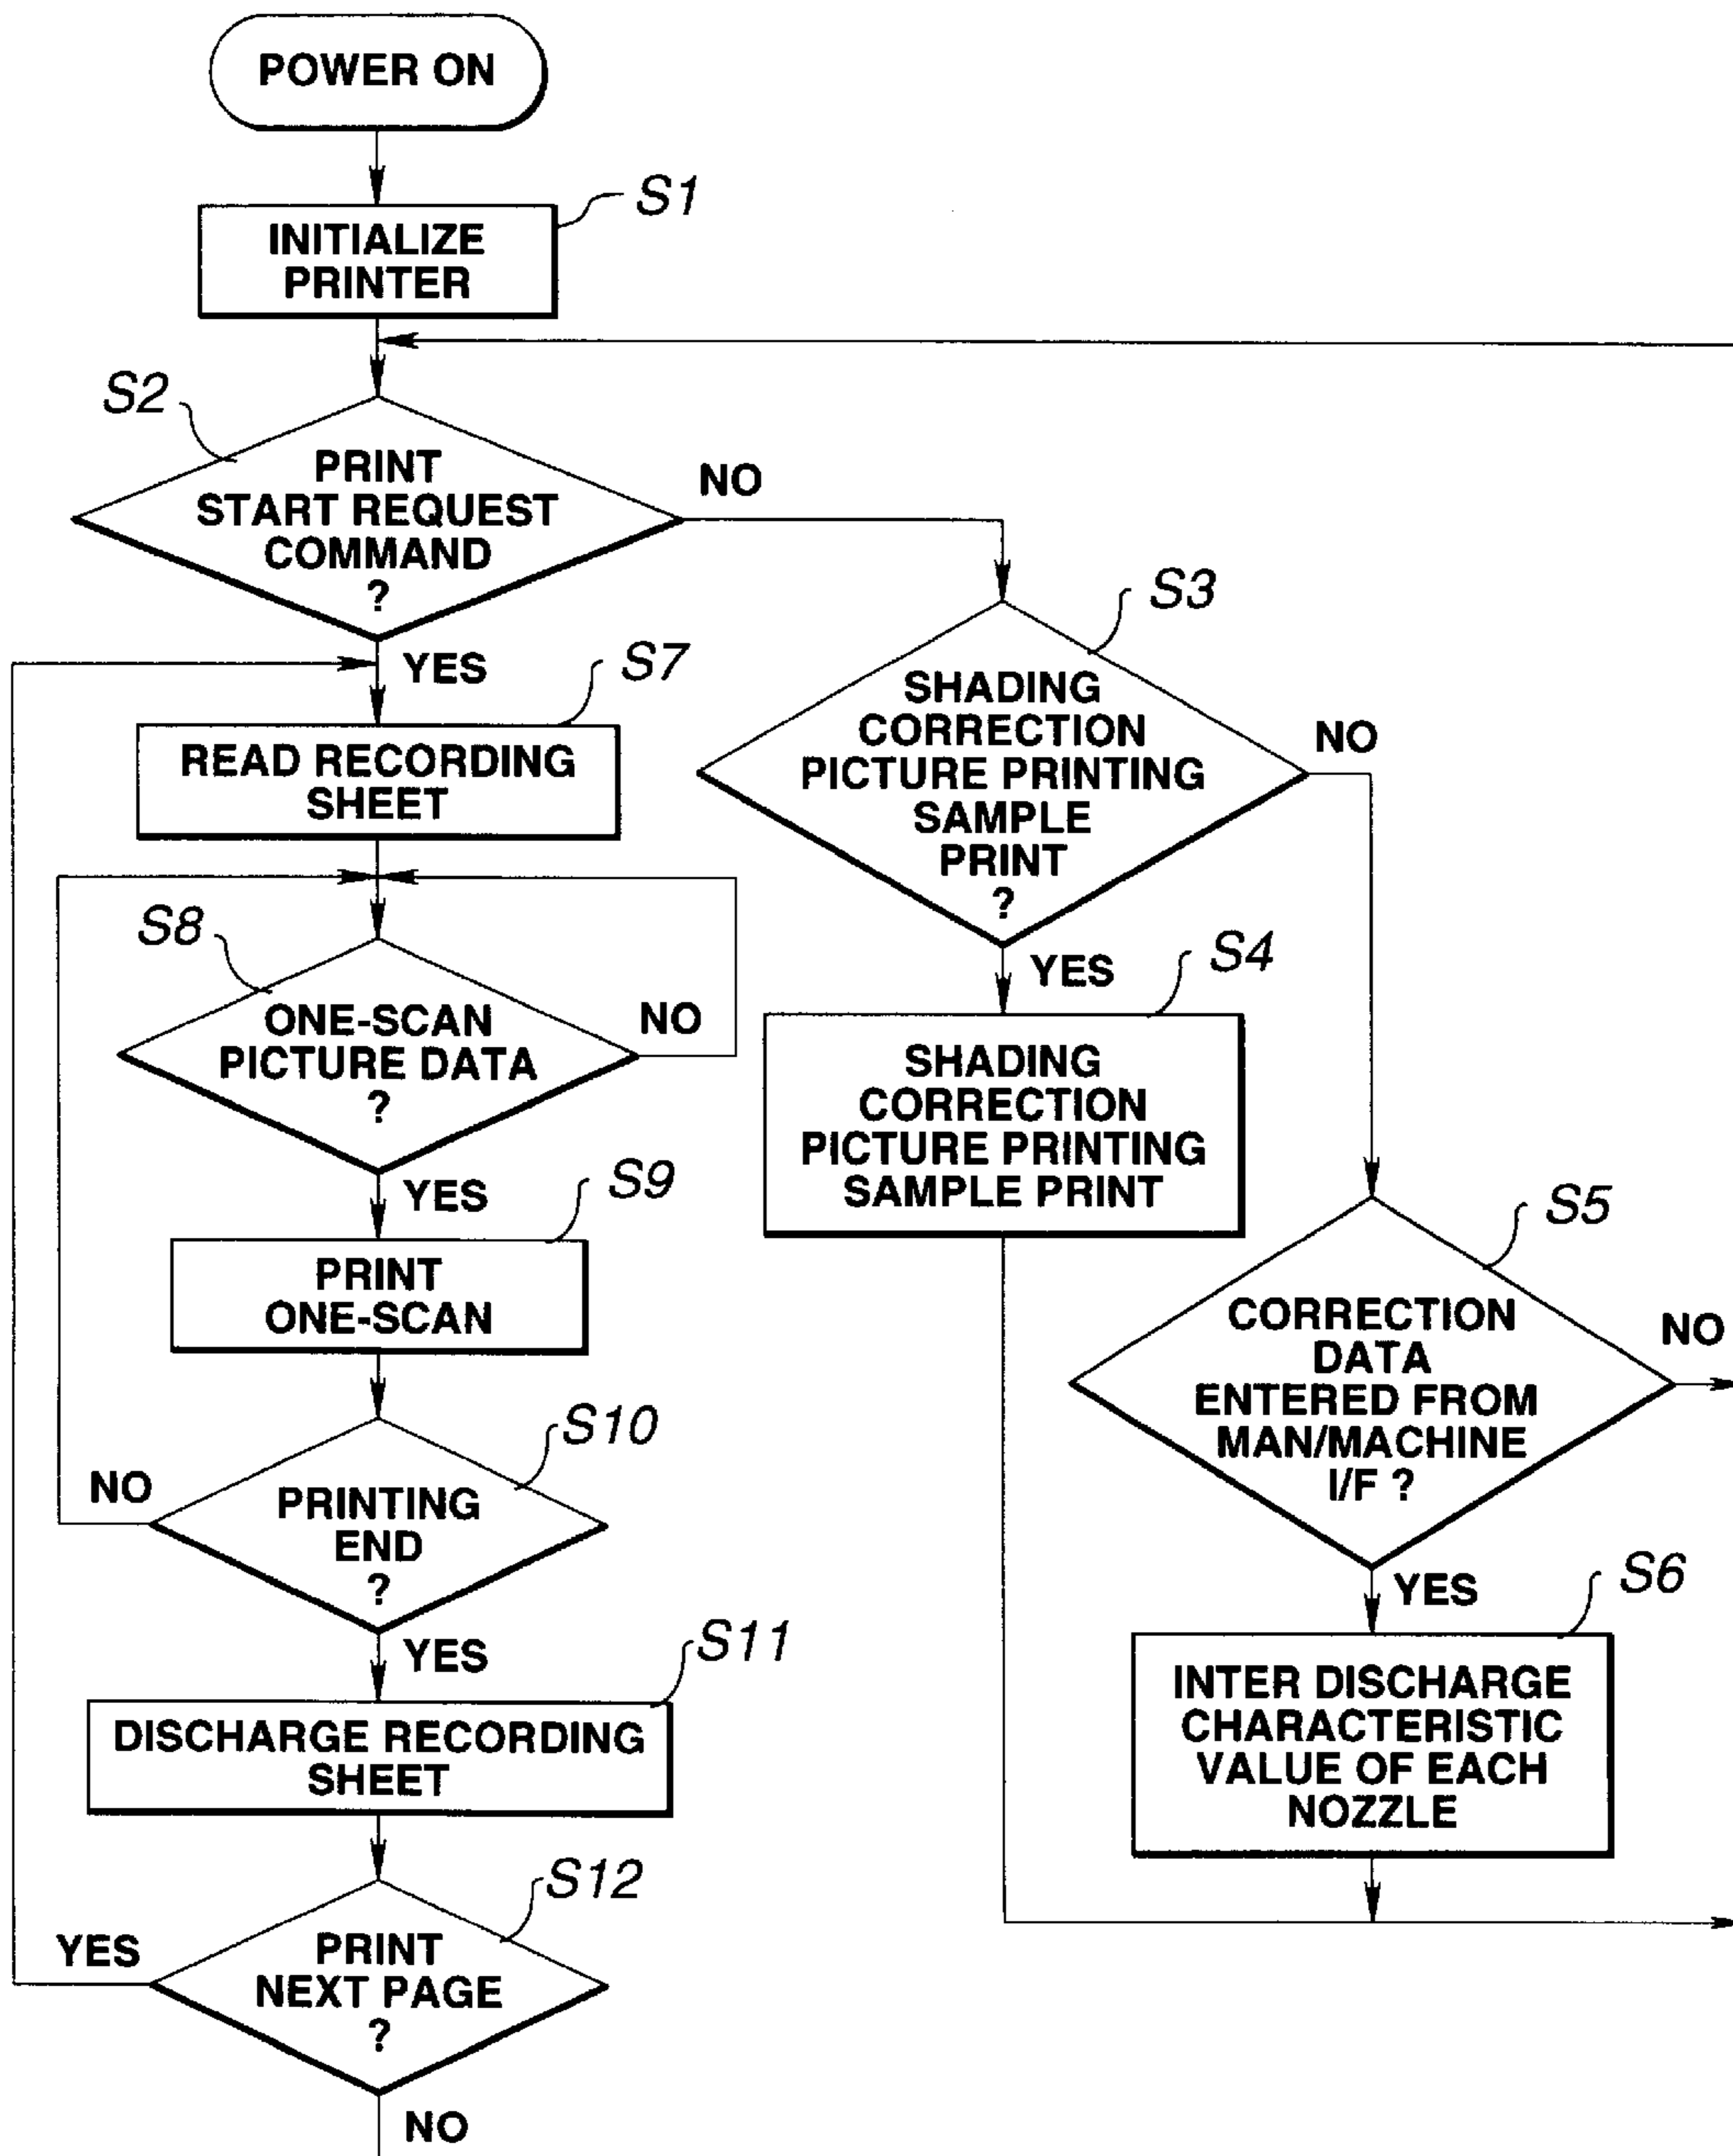 POWER ON
S1
INITIALIZE
PRINTER
S2
PRINT
START REQUEST
COMMAND
?
NO
YES
S3
SHADING
CORRECTION
PICTURE PRINTING
SAMPLE
PRINT
?
NO
YES
S7
READ RECORDING
SHEET
S8
ONE-SCAN
PICTURE DATA
?
NO
YES
S4
SHADING
CORRECTION
PICTURE PRINTING
SAMPLE PRINT
S9
PRINT
ONE-SCAN
S5
CORRECTION
DATA
ENTERED FROM
MAN/MACHINE
I/F ?
NO
YES
S10
PRINTING
END
?
NO
YES
S6
INTER DISCHARGE
CHARACTERISTIC
VALUE OF EACH
NOZZLE
S11
DISCHARGE RECORDING
SHEET
S12
PRINT
NEXT PAGE
?
YES
NO